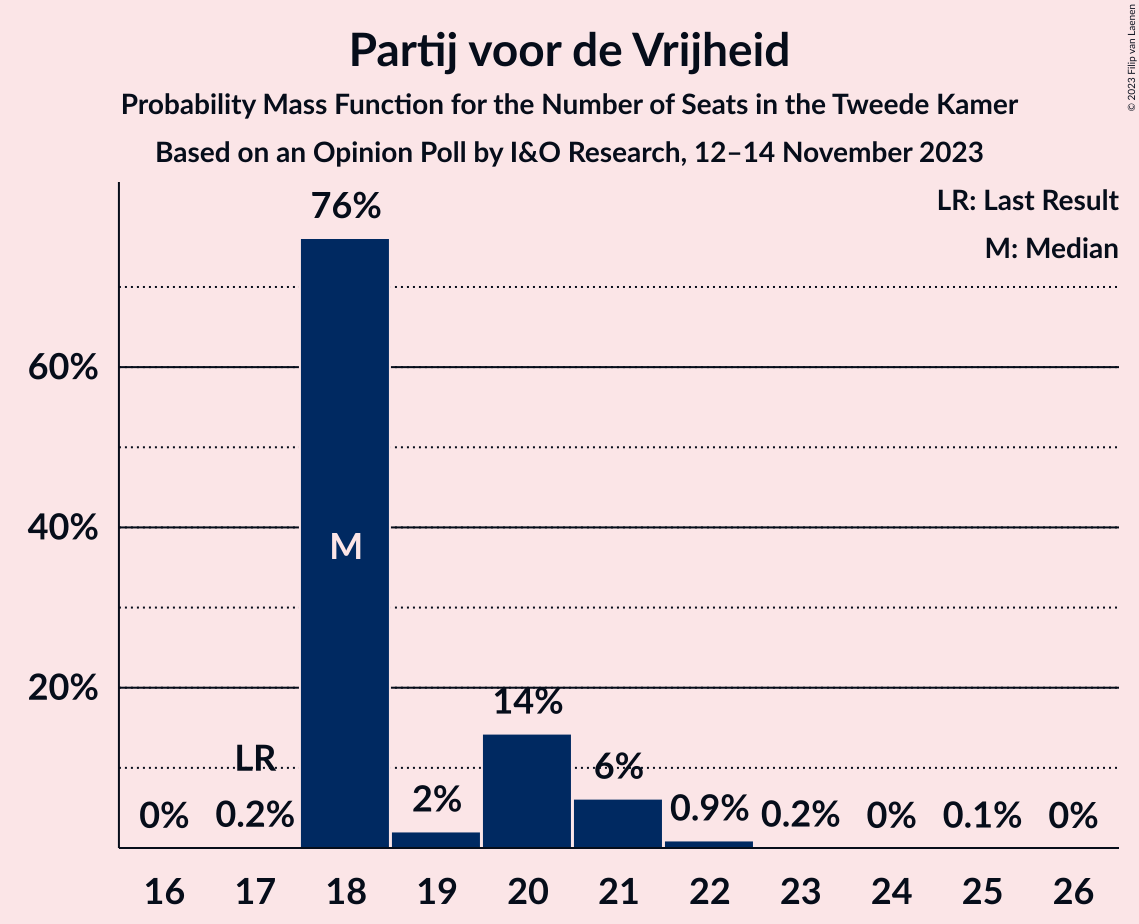 Partij voor de Vrijheid
Probability Mass Function for the Number of Seats in the Tweede Kamer
Based on an Opinion Poll by I&O Research, 12–14 November 2023
© 2023 Filip van Laenen
LR: Last Result
M: Median
76%
60%
40%
M
20%
14%
LR
6%
0%
0.2%
2%
0.9%
0.2%
0%
0.1%
0%
16 17 18 19 20 21 22 23 24 25 26